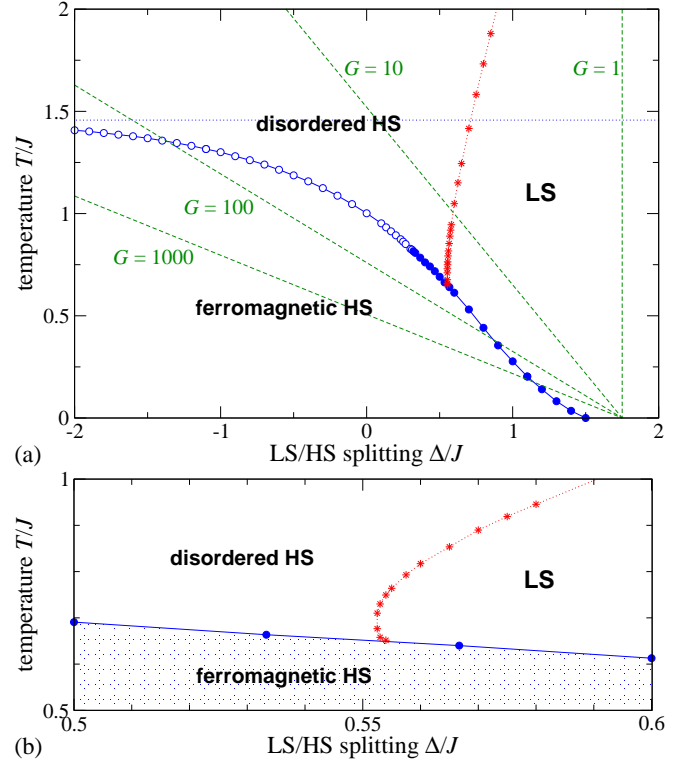 2
1.5
1
0.5
0
temperature T/J
G = 10
G = 1
disordered HS
LS
G = 100
G = 1000
ferromagnetic HS
-2
-1
0
1
2
(a)
LS/HS splitting Δ/J
1
0.5
temperature T/J
disordered HS
LS
ferromagnetic HS
0.5
0.55
0.6
(b)
LS/HS splitting Δ/J